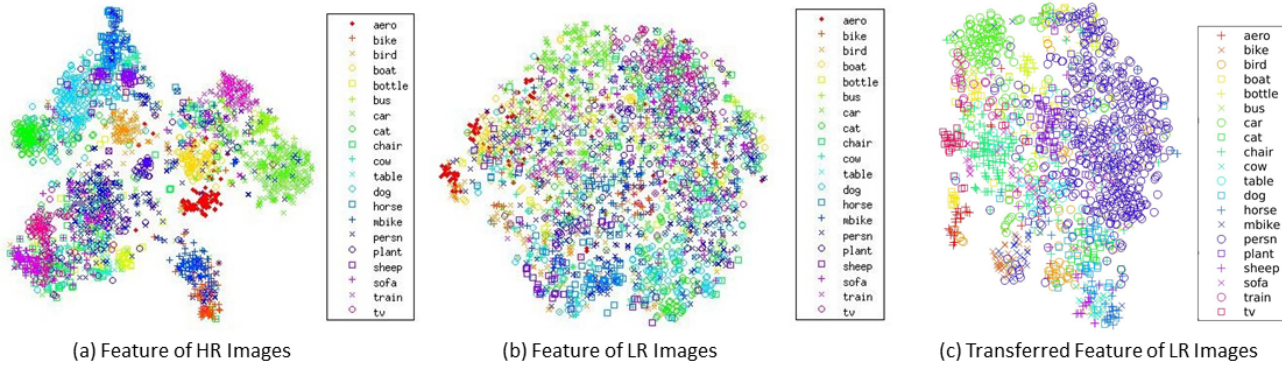 aero
bike
bird
boat
bottle
bus
car
cat
chair
cow
table
dog
horse
mbike
persn
plant
sheep
sofa
train
tv
(a) Feature of HR Images
aero
bike
bird
boat
bottle
bus
car
cat
chair
cow
table
dog
horse
mbike
persn
plant
sheep
sofa
train
tv
(b) Feature of LR Images
aero
bike
bird
boat
bottle
bus
car
cat
chair
cow
table
dog
horse
mbike
persn
plant
sheep
sofa
train
tv
(c) Transferred Feature of LR Images